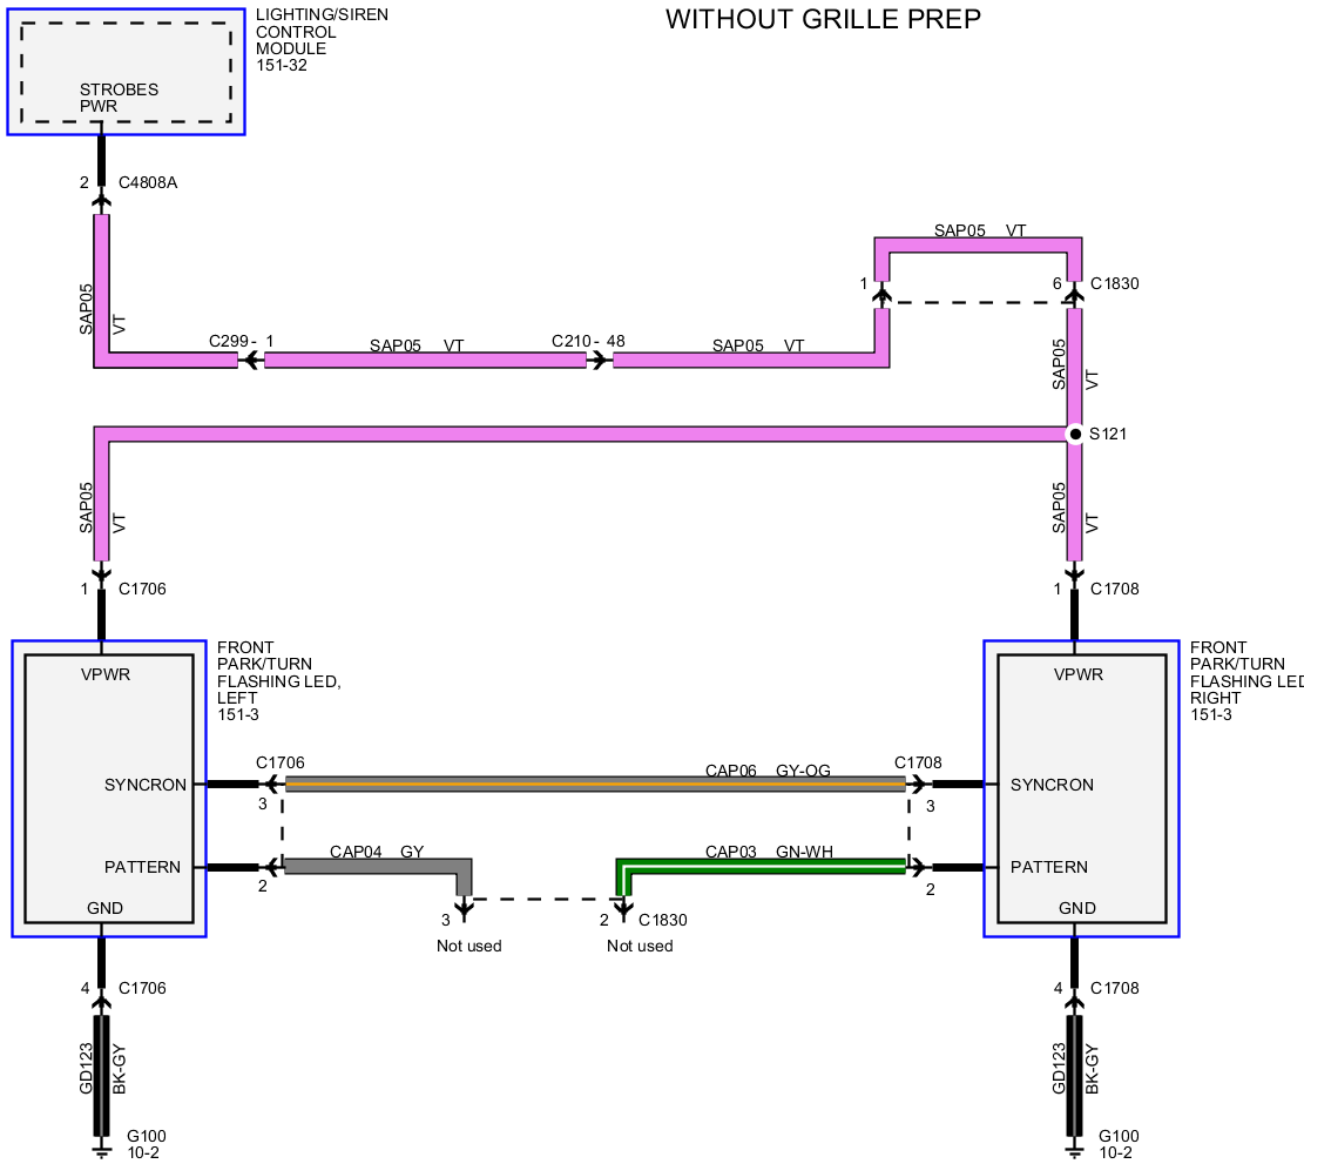 WITHOUT GRILLE PREP
LIGHTING/SIREN
CONTROL
MODULE
151-32
STROBES
PWR
2 C4808A
SAP05 VT
1
6 C1830
SAP05
VT
C299 - 1
SAP05 VT
C210 - 48
SAP05 VT
SAP05
VT
S121
SAP05
VT
SAP05
VT
1 C1706
1 C1708
FRONT
PARK/TURN
FLASHING LED,
LEFT
151-3
VPWR
FRONT
PARK/TURN
FLASHING LED
RIGHT
151-3
VPWR
C1706
CAP06 GY-OG
C1708
SYNCRON
3
3
SYNCRON
CAP04 GY
CAP03 GN-WH
PATTERN
2
2
PATTERN
GND
GND
3
2 C1830
Not used
Not used
4 C1706
4 C1708
GD123
BK-GY
GD123
BK-GY
G100
10-2
G100
10-2